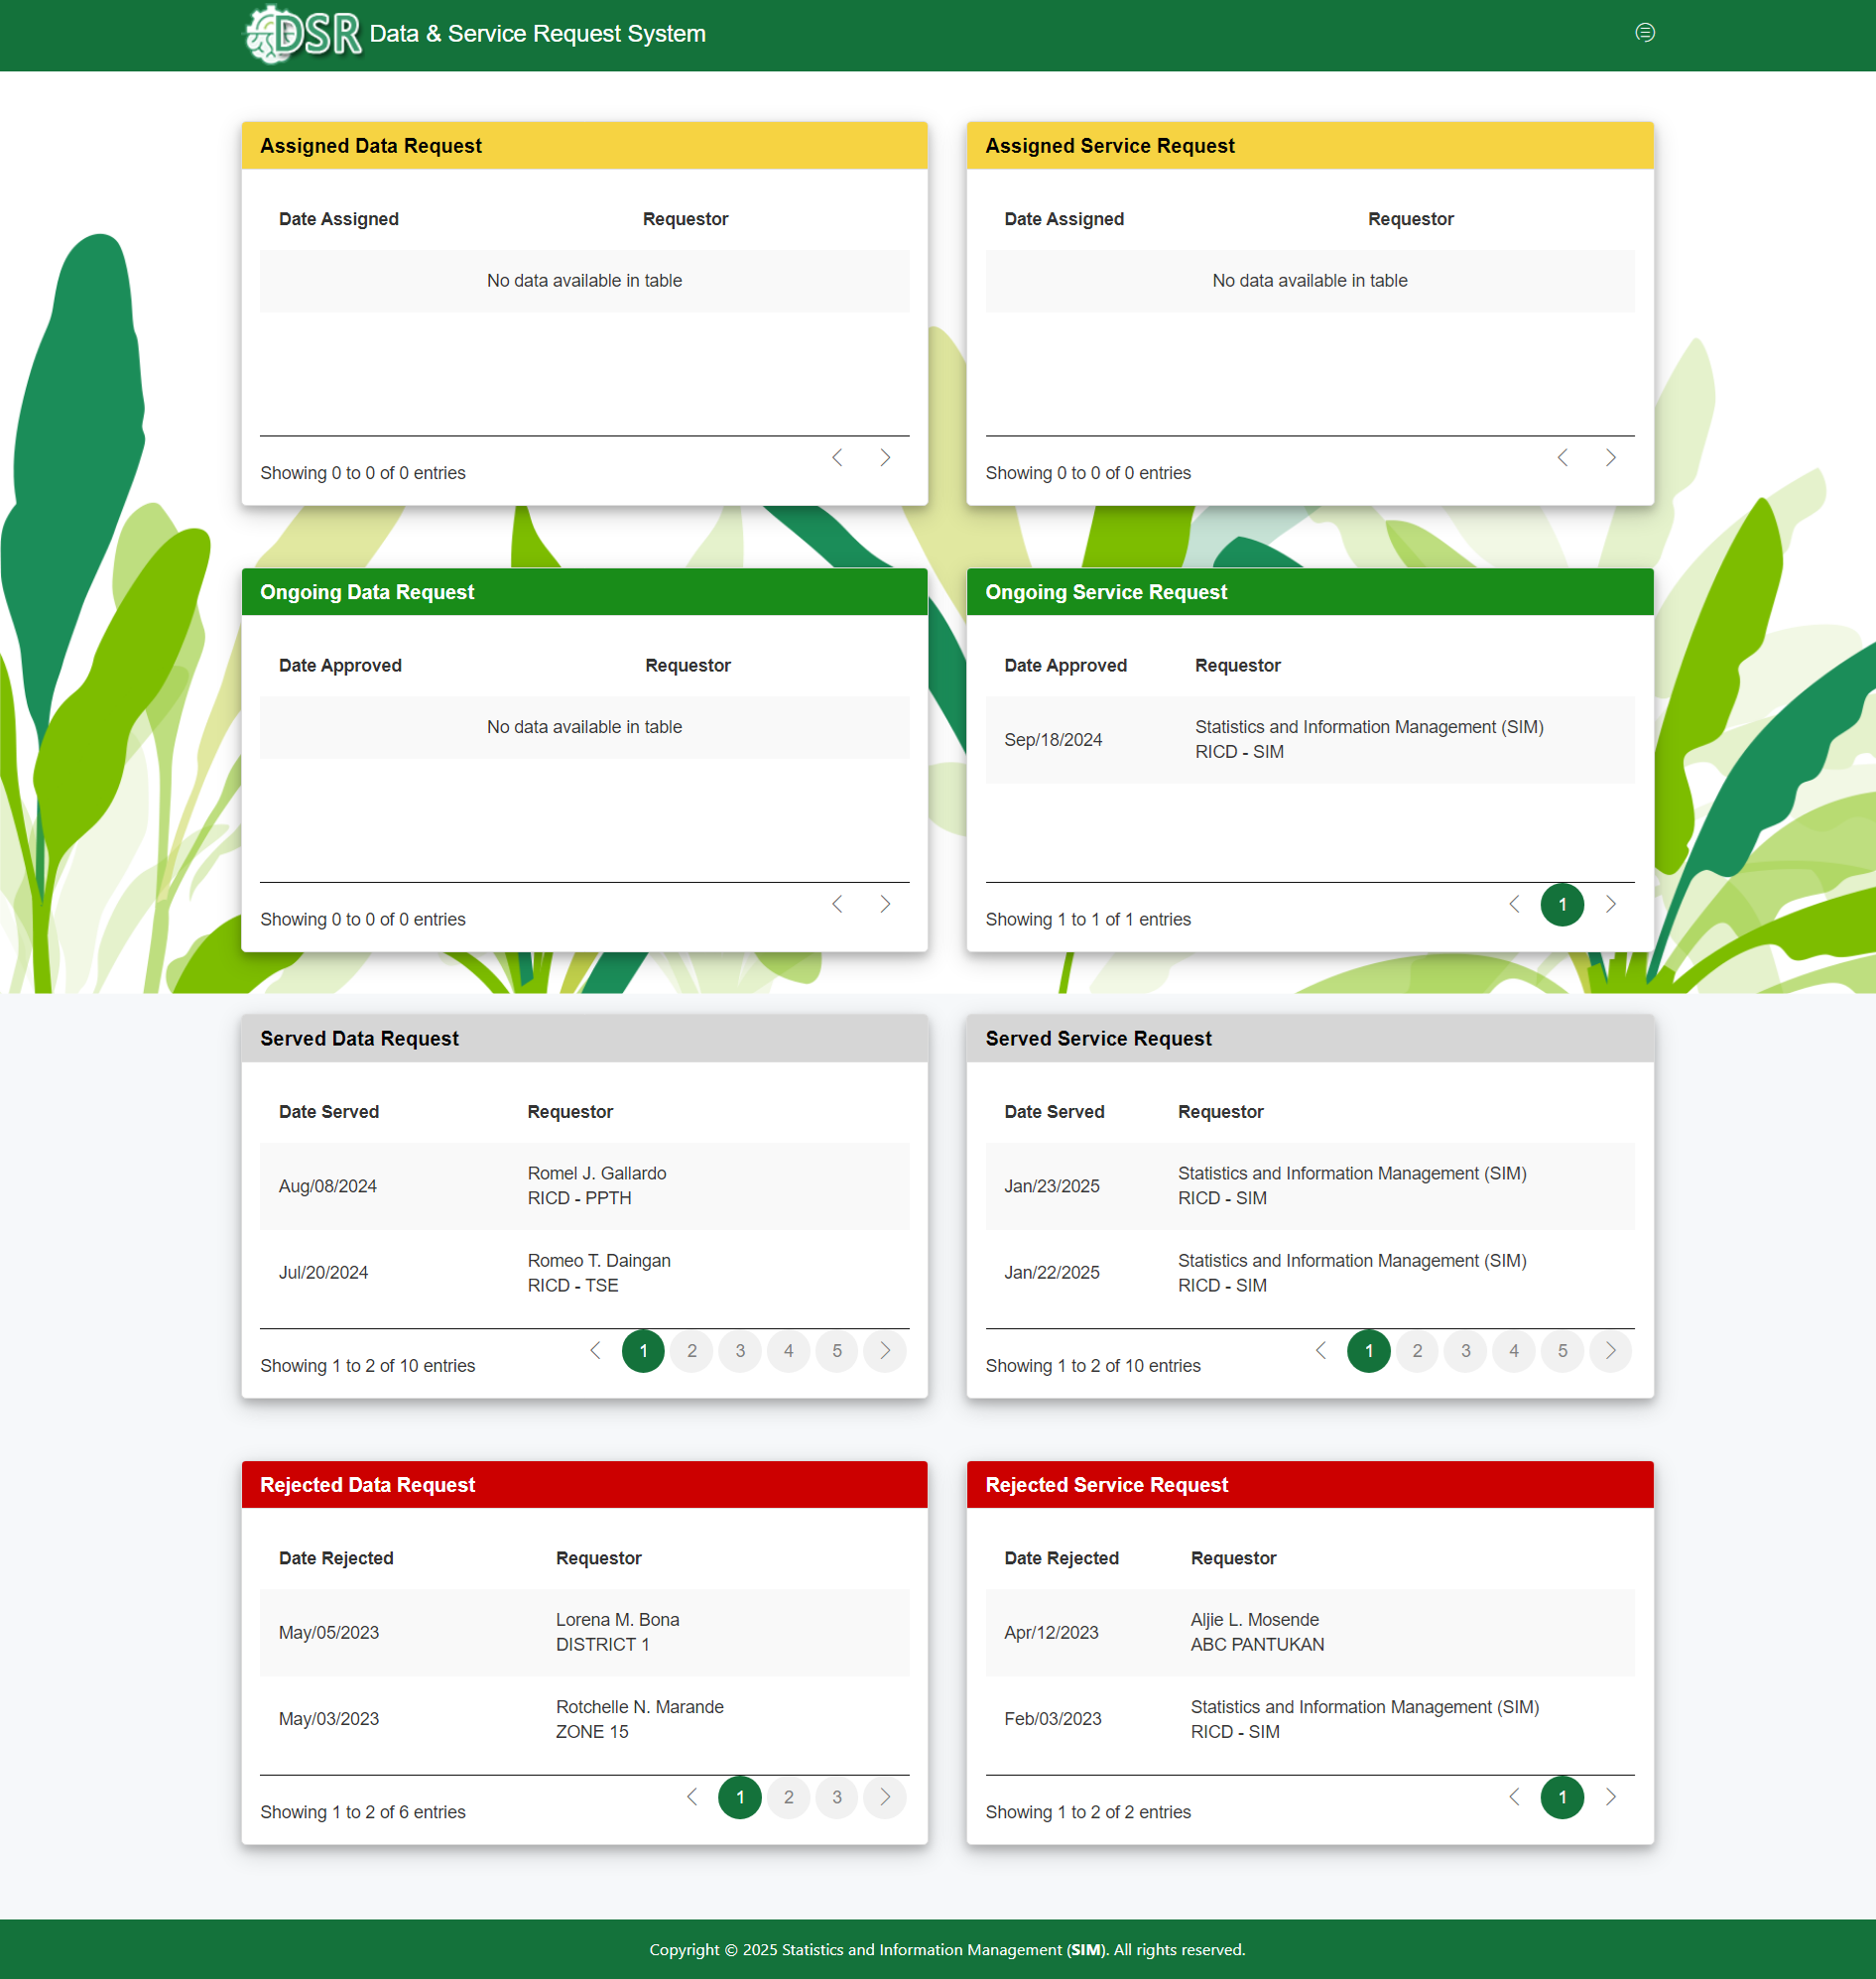 DSR Data & Service Request System
Assigned Data Request
Date Assigned Requestor
No data available in table
Showing 0 to 0 of 0 entries
Assigned Service Request
Date Assigned Requestor
No data available in table
Showing 0 to 0 of 0 entries
Ongoing Data Request
Date Approved Requestor
No data available in table
Showing 0 to 0 of 0 entries
Ongoing Service Request
Date Approved Requestor
Sep/18/2024 Statistics and Information Management (SIM)
RICD - SIM
Showing 1 to 1 of 1 entries 1
Served Data Request
Date Served Requestor
Aug/08/2024 Romel J. Gallardo
RICD - PPTH
Jul/20/2024 Romeo T. Daingan
RICD - TSE
Showing 1 to 2 of 10 entries 1 2 3 4 5
Served Service Request
Date Served Requestor
Jan/23/2025 Statistics and Information Management (SIM)
RICD - SIM
Jan/22/2025 Statistics and Information Management (SIM)
RICD - SIM
Showing 1 to 2 of 10 entries 1 2 3 4 5
Rejected Data Request
Date Rejected Requestor
May/05/2023 Lorena M. Bona
DISTRICT 1
May/03/2023 Rotchelle N. Marande
ZONE 15
Showing 1 to 2 of 6 entries 1 2 3
Rejected Service Request
Date Rejected Requestor
Apr/12/2023 Aljie L. Mosende
ABC PANTUKAN
Feb/03/2023 Statistics and Information Management (SIM)
RICD - SIM
Showing 1 to 2 of 2 entries 1
Copyright © 2025 Statistics and Information Management (SIM). All rights reserved.